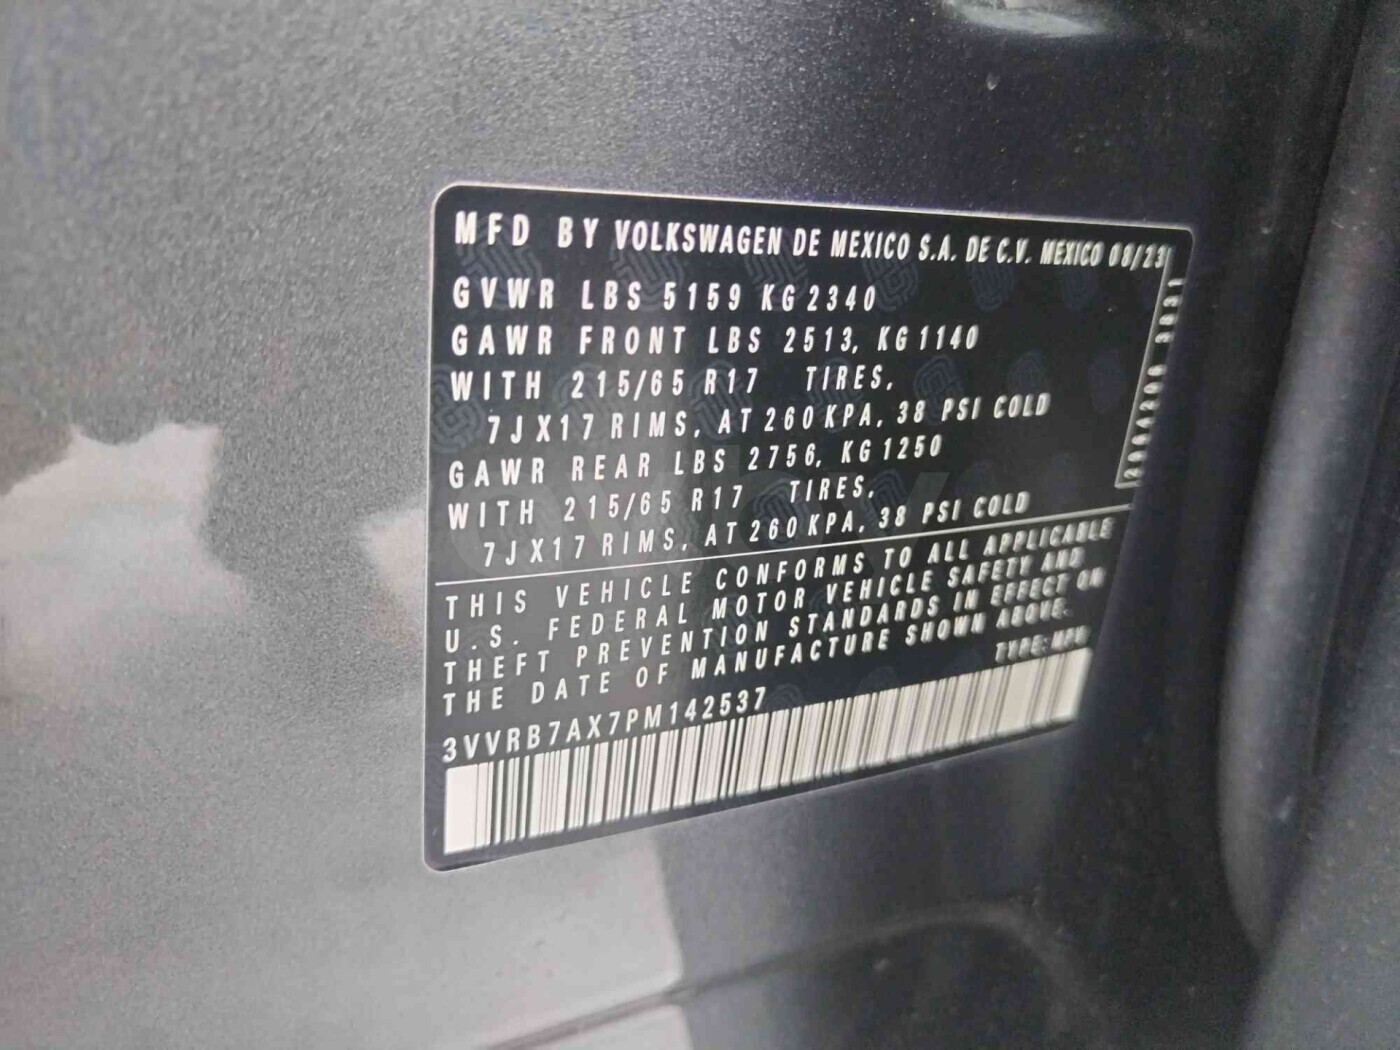 MFD BY VOLKSWAGEN DE MEXICO S.A. DE C.V. MEXICO 08/23
GVWR LBS 5159 KG 2340
GAWR FRONT LBS 2513, KG 1140
WITH 215/65 R17 TIRES,
7JX17 RIMS, AT 260 KPA, 38 PSI COLD
GAWR REAR LBS 2756, KG 1250
WITH 215/65 R17 TIRES,
7JX17 RIMS, AT 260 KPA, 38 PSI COLD
THIS VEHICLE CONFORMS TO ALL APPLICABLE
U.S. FEDERAL MOTOR VEHICLE SAFETY AND
THEFT PREVENTION STANDARDS IN EFFECT ON
THE DATE OF MANUFACTURE SHOWN ABOVE.
TYPE: MPV
3VVRB7AX7PM142537